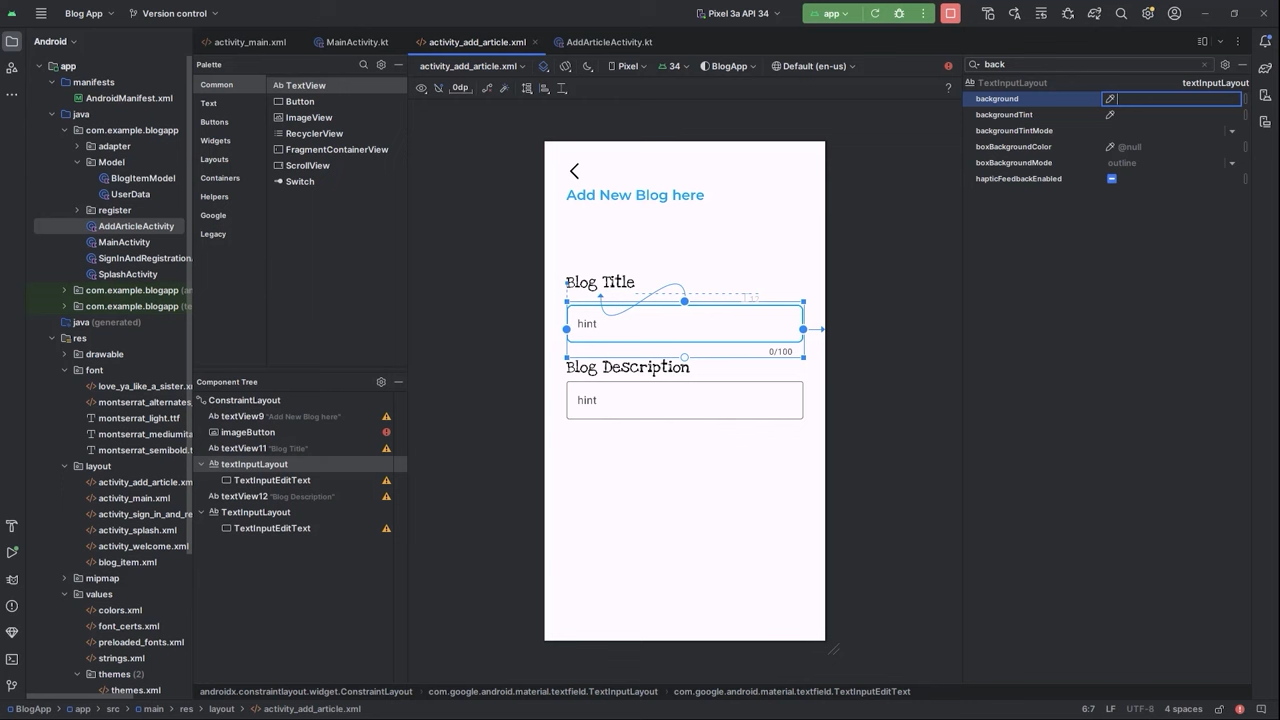 Blog App
Version control
Pixel 3a API 34
app
Android
activity_main.xml
MainActivity.kt
activity_add_article.xml
AddArticleActivity.kt
app
manifests
AndroidManifest.xml
java
com.example.blogapp
adapter
Model
BlogItemModel
UserData
register
AddArticleActivity
MainActivity
SignInAndRegistration
SplashActivity
com.example.blogapp (an
com.example.blogapp (te
java (generated)
res
drawable
font
love_ya_like_a_sister.x
montserrat_alternates_
montserrat_light.ttf
montserrat_mediumita
montserrat_semibold.t
layout
activity_add_article.xm
activity_main.xml
activity_sign_in_and_re
activity_splash.xml
activity_welcome.xml
blog_item.xml
mipmap
values
colors.xml
font_certs.xml
preloaded_fonts.xml
strings.xml
themes (2)
themes.xml
Palette
Common
Text
Buttons
Widgets
Layouts
Containers
Helpers
Google
Legacy
Ab TextView
Button
ImageView
RecyclerView
FragmentContainerView
ScrollView
Switch
Component Tree
ConstraintLayout
Ab textView9 "Add New Blog here"
imageButton
Ab textView11 "Blog Title"
Ab textInputLayout
TextInputEditText
Ab textView12 "Blog Description"
Ab TextInputLayout
TextInputEditText
activity_add_article.xml
Pixel
34
BlogApp
Default (en-us)
0dp
?
Add New Blog here
Blog Title
hint
0/100
Blog Description
hint
back
Ab TextInputLayout
textInputLayout
background
backgroundTint
backgroundTintMode
boxBackgroundColor
@null
boxBackgroundMode
outline
hapticFeedbackEnabled
androidx.constraintlayout.widget.ConstraintLayout > com.google.android.material.textfield.TextInputLayout > com.google.android.material.textfield.TextInputEditText
BlogApp > app > src > main > res > layout > activity_add_article.xml
6:7 LF UTF-8 4 spaces